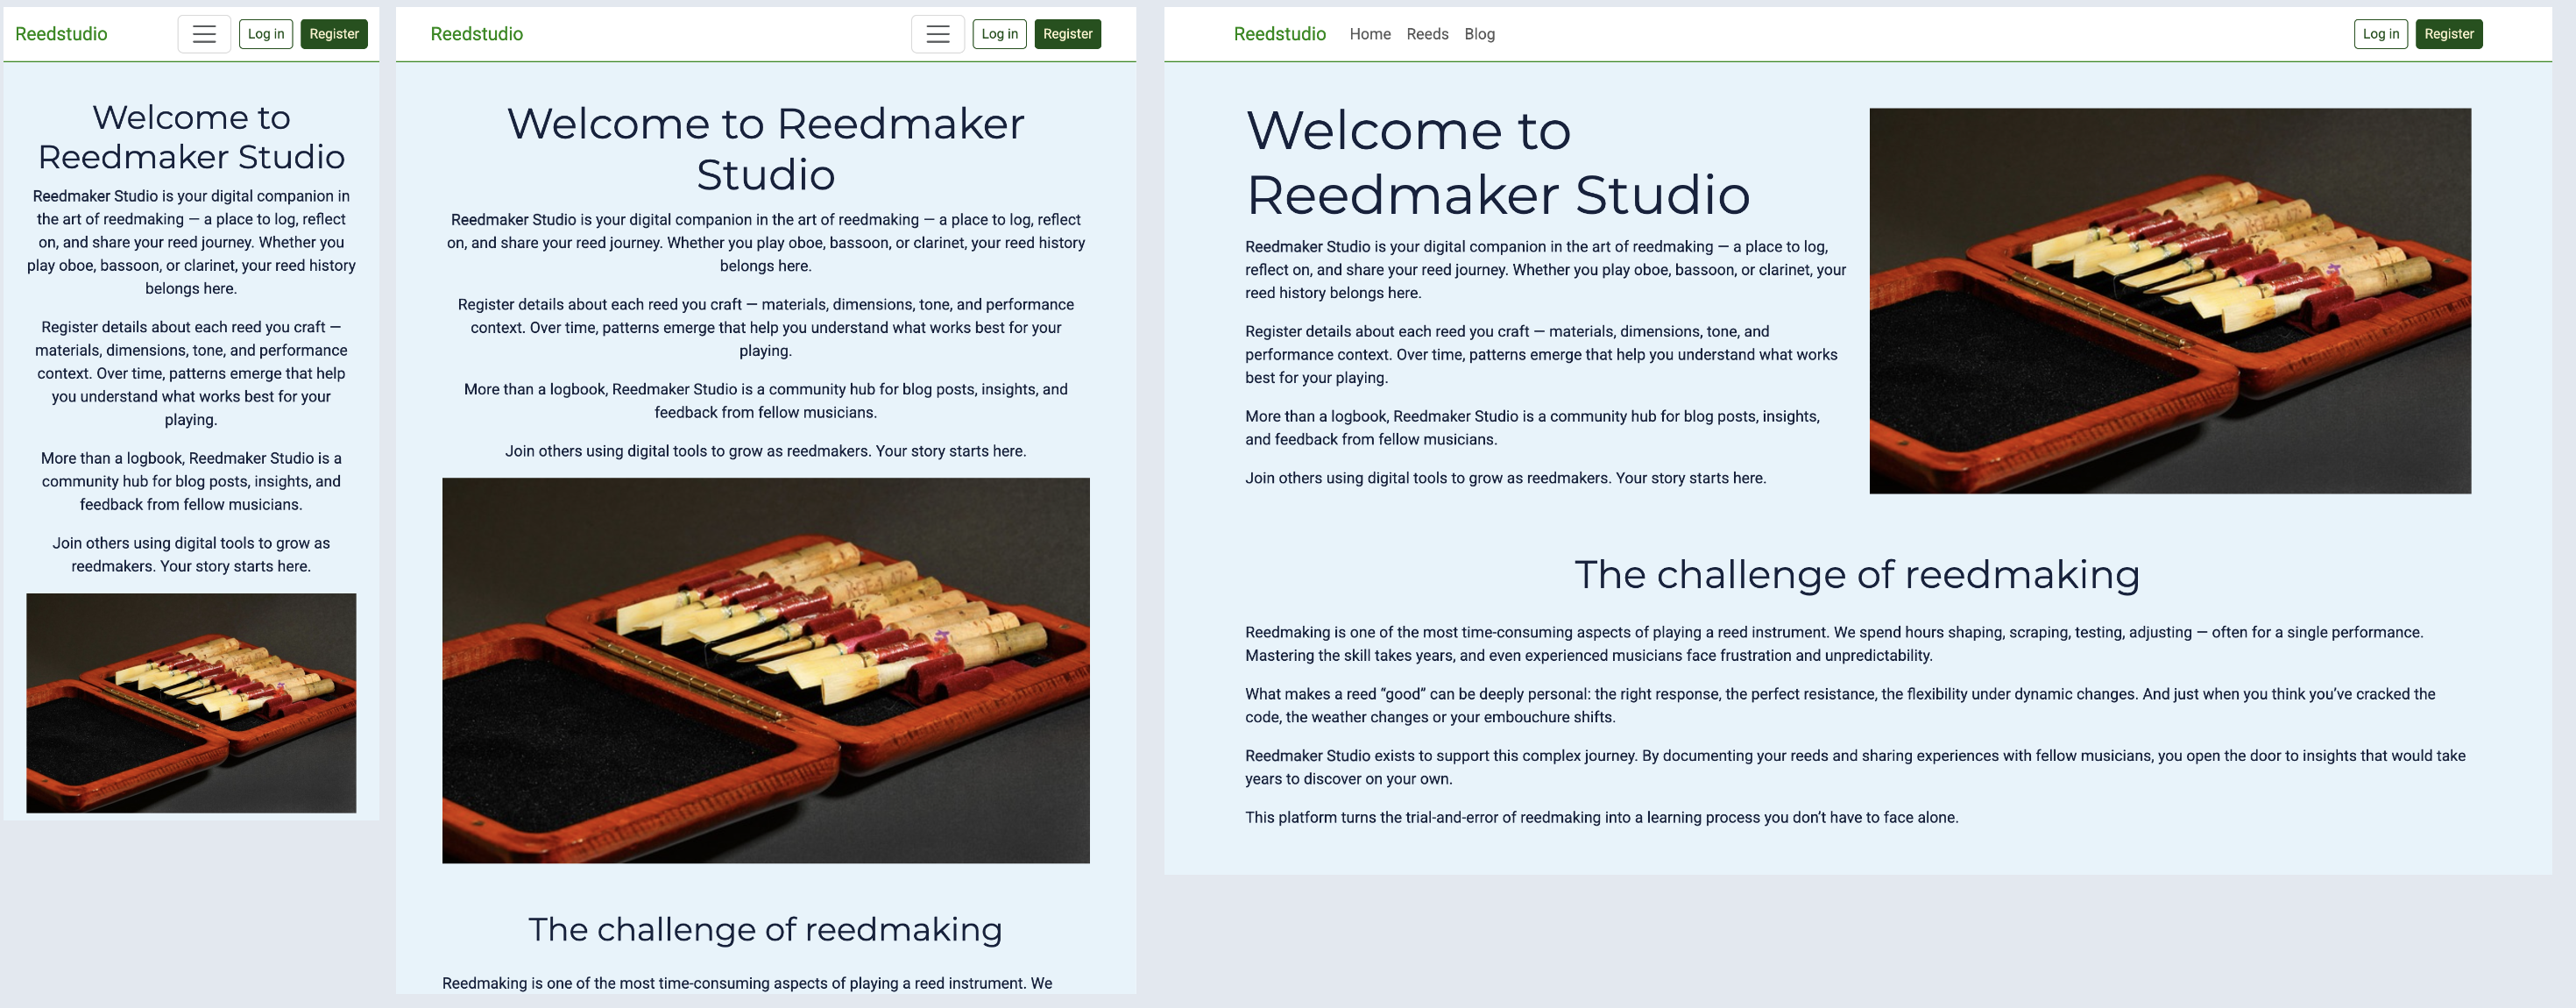 Reedstudio
Log in
Register
Welcome to
Reedmaker Studio
Reedmaker Studio is your digital companion in
the art of reedmaking — a place to log, reflect
on, and share your reed journey. Whether you
play oboe, bassoon, or clarinet, your reed history
belongs here.
Register details about each reed you craft —
materials, dimensions, tone, and performance
context. Over time, patterns emerge that help
you understand what works best for your
playing.
More than a logbook, Reedmaker Studio is a
community hub for blog posts, insights, and
feedback from fellow musicians.
Join others using digital tools to grow as
reedmakers. Your story starts here.
Reedstudio
Log in
Register
Welcome to Reedmaker
Studio
Reedmaker Studio is your digital companion in the art of reedmaking — a place to log, reflect
on, and share your reed journey. Whether you play oboe, bassoon, or clarinet, your reed history
belongs here.
Register details about each reed you craft — materials, dimensions, tone, and performance
context. Over time, patterns emerge that help you understand what works best for your
playing.
More than a logbook, Reedmaker Studio is a community hub for blog posts, insights, and
feedback from fellow musicians.
Join others using digital tools to grow as reedmakers. Your story starts here.
The challenge of reedmaking
Reedmaking is one of the most time-consuming aspects of playing a reed instrument. We
Reedstudio
Home
Reeds
Blog
Log in
Register
Welcome to
Reedmaker Studio
Reedmaker Studio is your digital companion in the art of reedmaking — a place to log,
reflect on, and share your reed journey. Whether you play oboe, bassoon, or clarinet, your
reed history belongs here.
Register details about each reed you craft — materials, dimensions, tone, and
performance context. Over time, patterns emerge that help you understand what works
best for your playing.
More than a logbook, Reedmaker Studio is a community hub for blog posts, insights,
and feedback from fellow musicians.
Join others using digital tools to grow as reedmakers. Your story starts here.
The challenge of reedmaking
Reedmaking is one of the most time-consuming aspects of playing a reed instrument. We spend hours shaping, scraping, testing, adjusting — often for a single performance.
Mastering the skill takes years, and even experienced musicians face frustration and unpredictability.
What makes a reed “good” can be deeply personal: the right response, the perfect resistance, the flexibility under dynamic changes. And just when you think you’ve cracked the
code, the weather changes or your embouchure shifts.
Reedmaker Studio exists to support this complex journey. By documenting your reeds and sharing experiences with fellow musicians, you open the door to insights that would take
years to discover on your own.
This platform turns the trial-and-error of reedmaking into a learning process you don’t have to face alone.